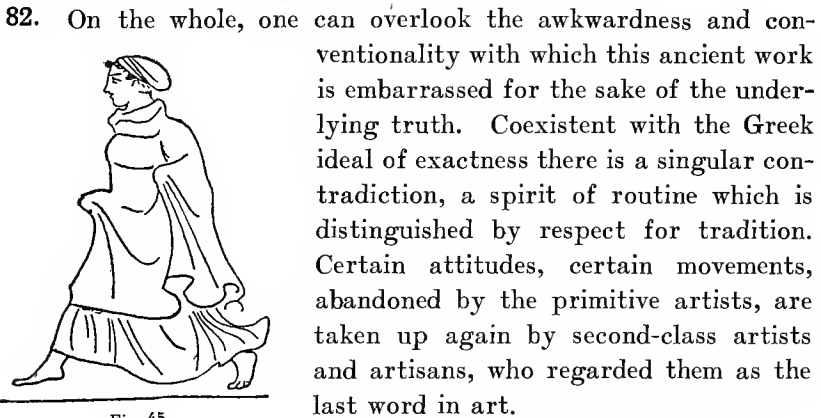 82. On the whole, one can overlook the awkwardness and con-
ventionality with which this ancient work
is embarrassed for the sake of the under-
lying truth. Coexistent with the Greek
ideal of exactness there is a singular con-
tradiction, a spirit of routine which is
distinguished by respect for tradition.
Certain attitudes, certain movements,
abandoned by the primitive artists, are
taken up again by second-class artists
and artisans, who regarded them as the
last word in art.
Fig. 45